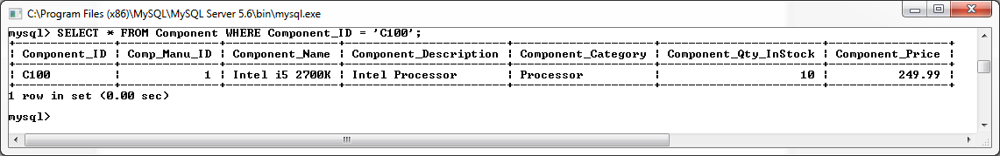 C:\Program Files (x86)\MySQL\MySQL Server 5.6\bin\mysql.exe
mysql> SELECT * FROM Component WHERE Component_ID = 'C100';
+--------------+--------------+----------------+-----------------------+--------------------+------------------------+-----------------+
| Component_ID | Comp_Manu_ID | Component_Name | Component_Description | Component_Category | Component_Qty_InStock | Component_Price |
| C100 | 1 | Intel i5 2700K | Intel Processor | Processor | 10 | 249.99 |
1 row in set (0.00 sec)
mysql>